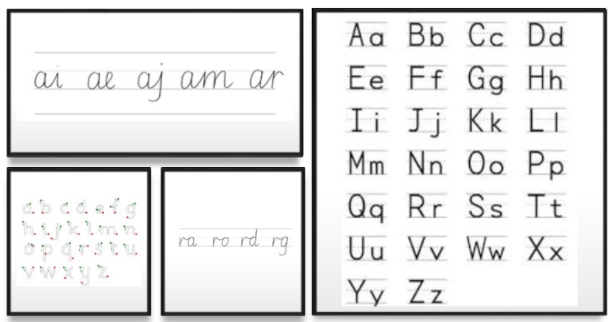 ai ae aj am ar
a b c d e f g
h i j k l m n
o p q r s t u
v w x y z
ra ro rd rg
Aa Bb Cc Dd
Ee Ff Gg Hh
Ii Jj Kk Ll
Mm Nn Oo Pp
Qq Rr Ss Tt
Uu Vv Ww Xx
Yy Zz